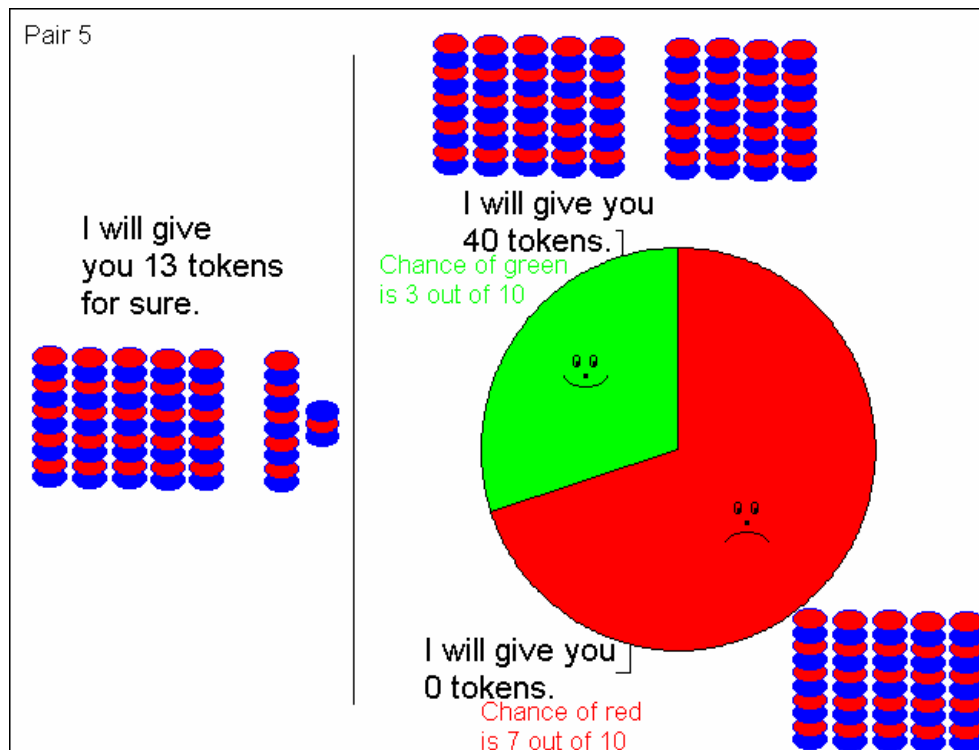 Pair 5
I will give
you 13 tokens
for sure.
I will give you
40 tokens.
Chance of green
is 3 out of 10
I will give you
0 tokens.
Chance of red
is 7 out of 10